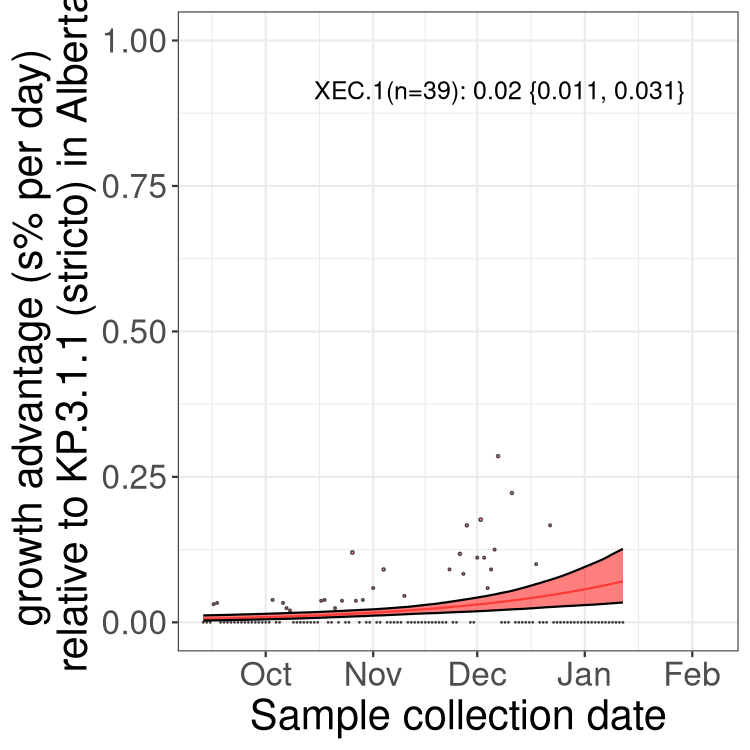 growth advantage (s% per day)
relative to KP.3.1.1 (stricto) in Alberta
1.00
0.75
0.50
0.25
0.00
XEC.1(n=39): 0.02 {0.011, 0.031}
Oct Nov Dec Jan Feb
Sample collection date